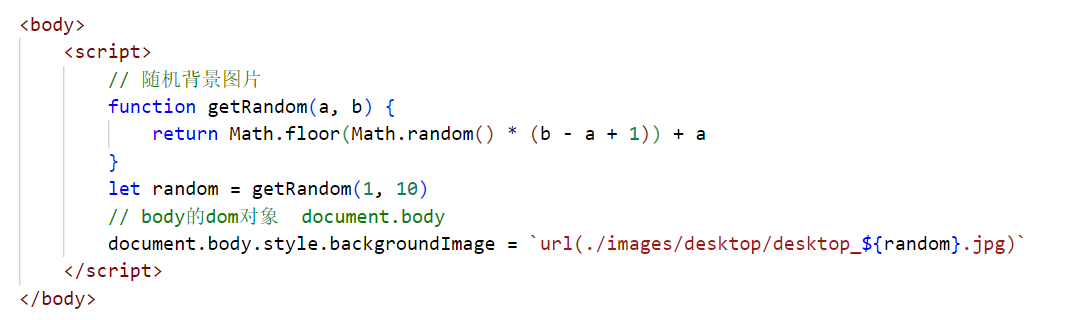 <body>
<script>
// 随机背景图片
function getRandom(a, b) {
return Math.floor(Math.random() * (b - a + 1)) + a
}
let random = getRandom(1, 10)
// body的dom对象  document.body
document.body.style.backgroundImage = `url(./images/desktop/desktop_${random}.jpg)`
</script>
</body>